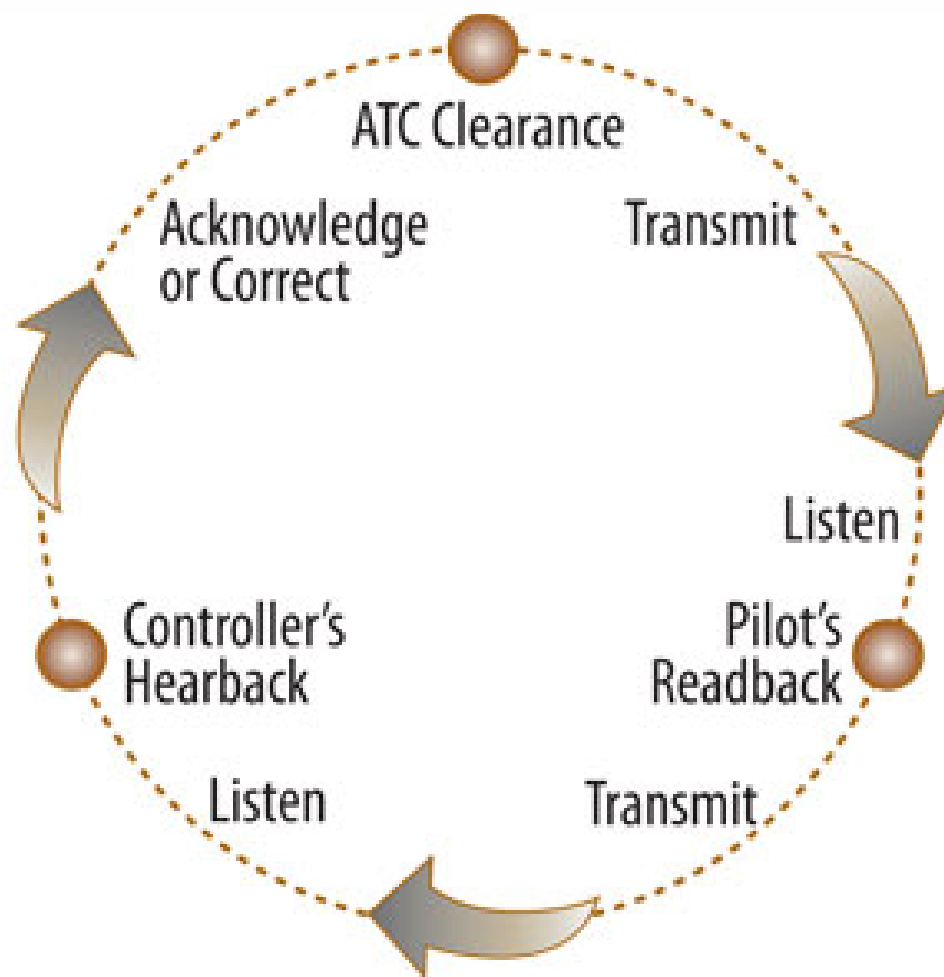 ATC Clearance
Acknowledge
or Correct
Transmit
Listen
Controller's
Hearback
Pilot's
Readback
Listen
Transmit